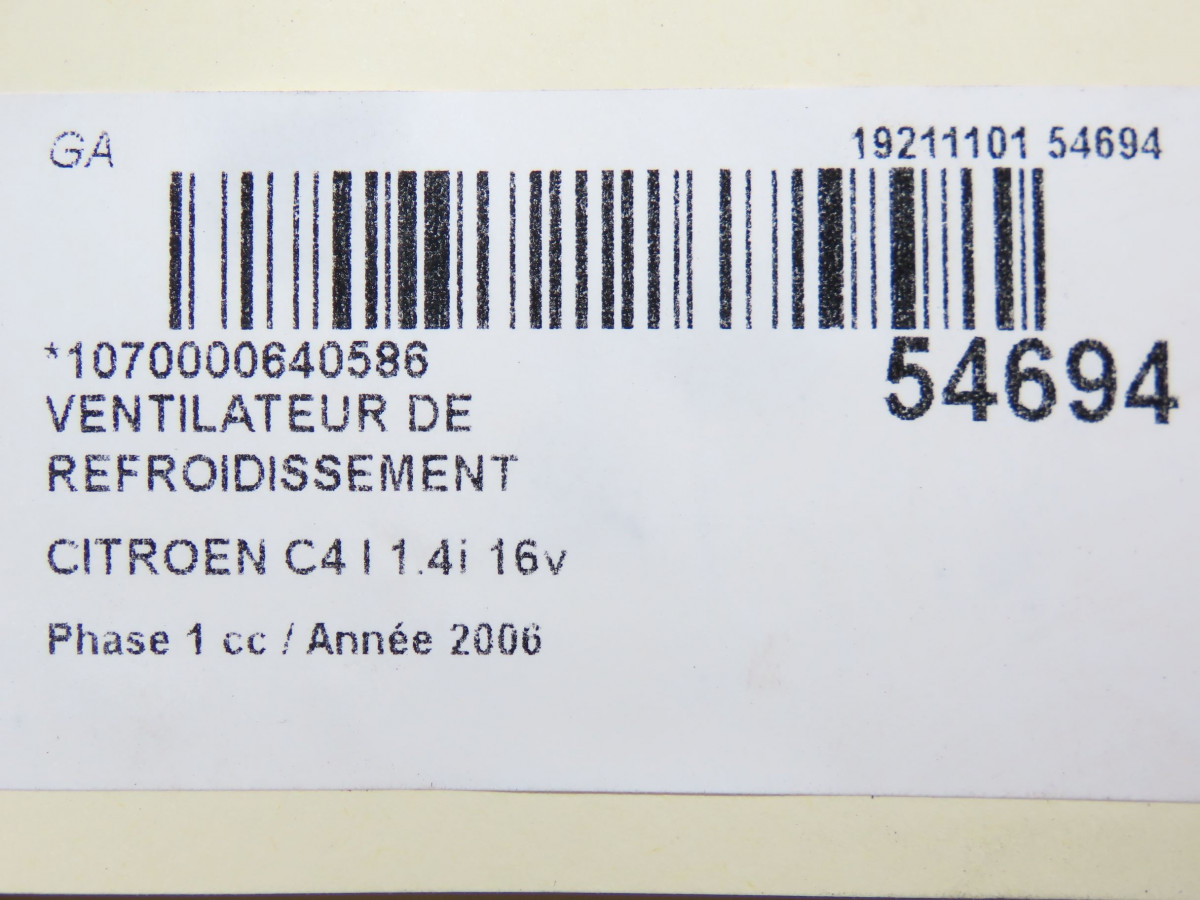 GA
19211101 54694
*1070000640586
54694
VENTILATEUR DE
REFROIDISSEMENT
CITROEN C4 I 1.4i 16v
Phase 1 cc / Année 2006